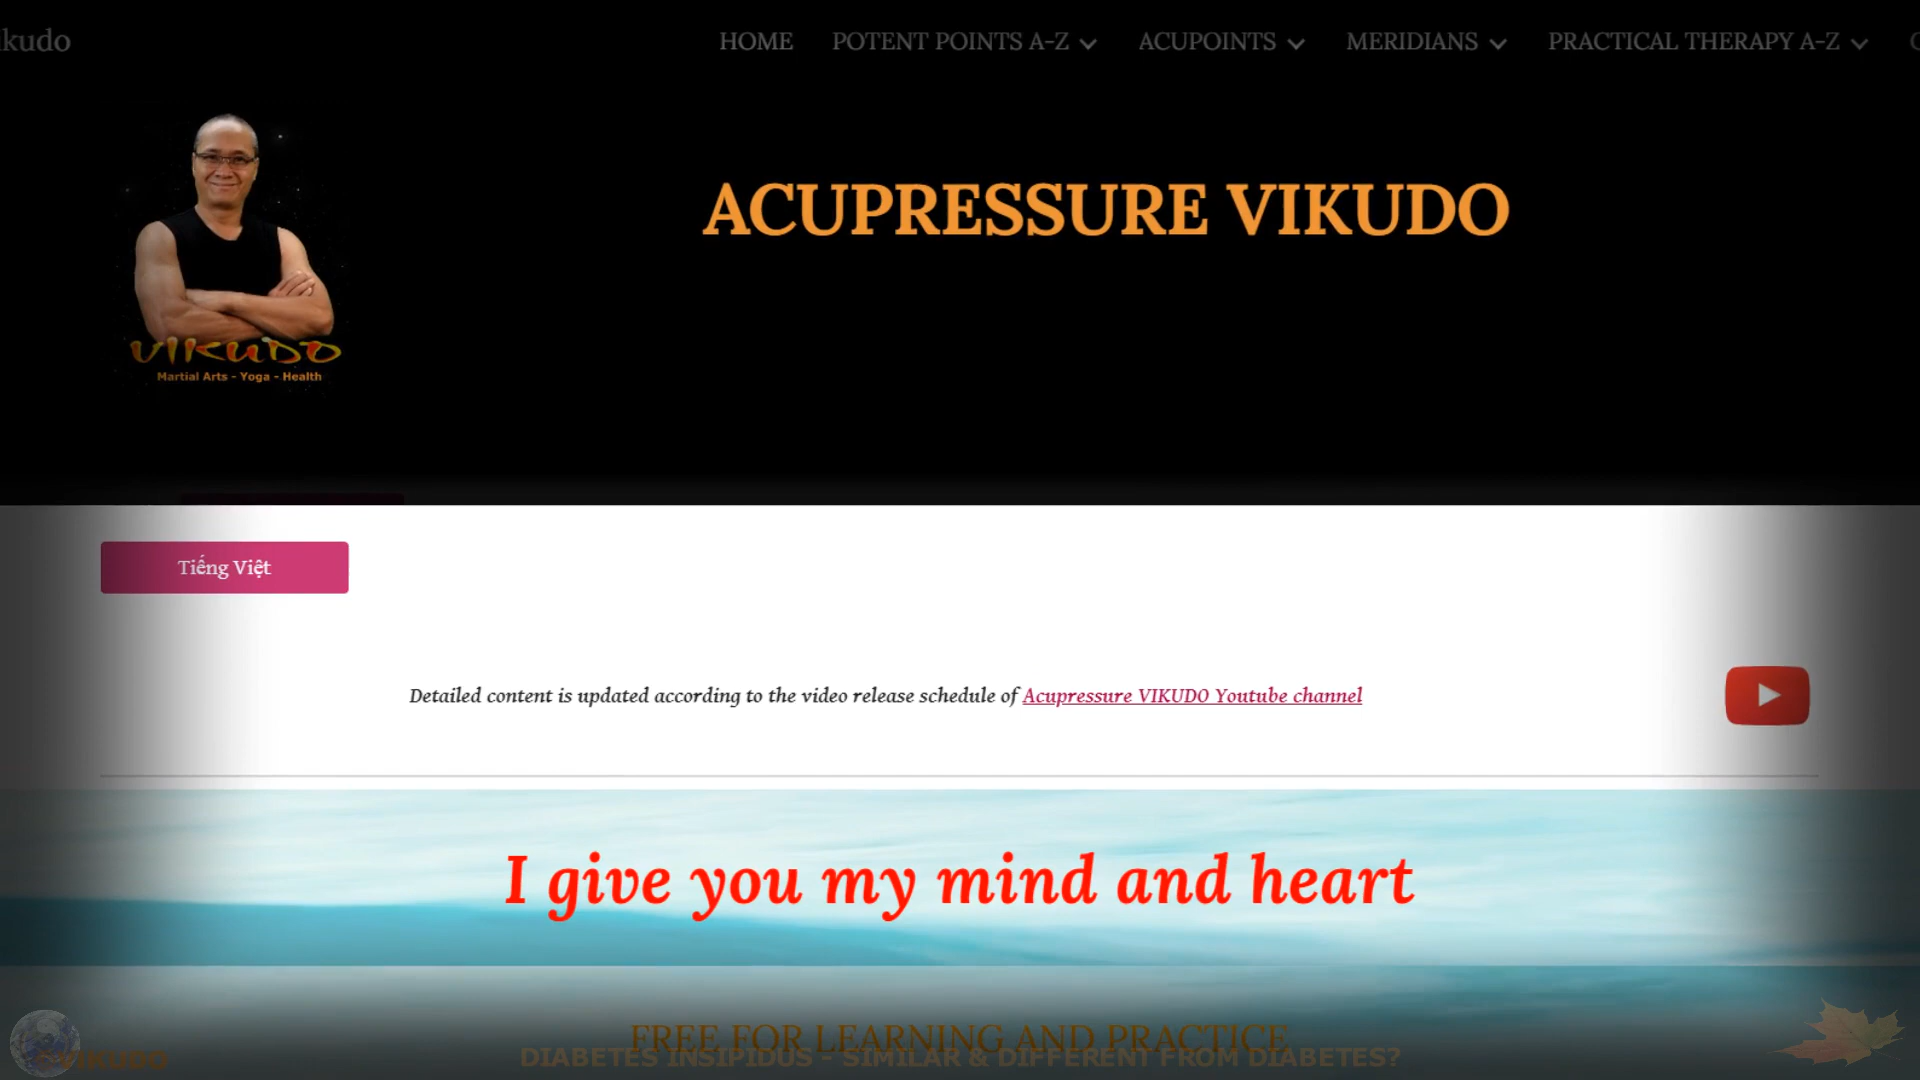 kudo
HOME
POTENT POINTS A-Z
ACUPOINTS
MERIDIANS
PRACTICAL THERAPY A-Z
ACUPRESSURE VIKUDO
VIKUDO
Martial Arts - Yoga - Health
Tiếng Việt
Detailed content is updated according to the video release schedule of Acupressure VIKUDO Youtube channel
I give you my mind and heart
FREE FOR LEARNING AND PRACTICE
VIKUDO
DIABETES INSIPIDUS - SIMILAR & DIFFERENT FROM DIABETES?